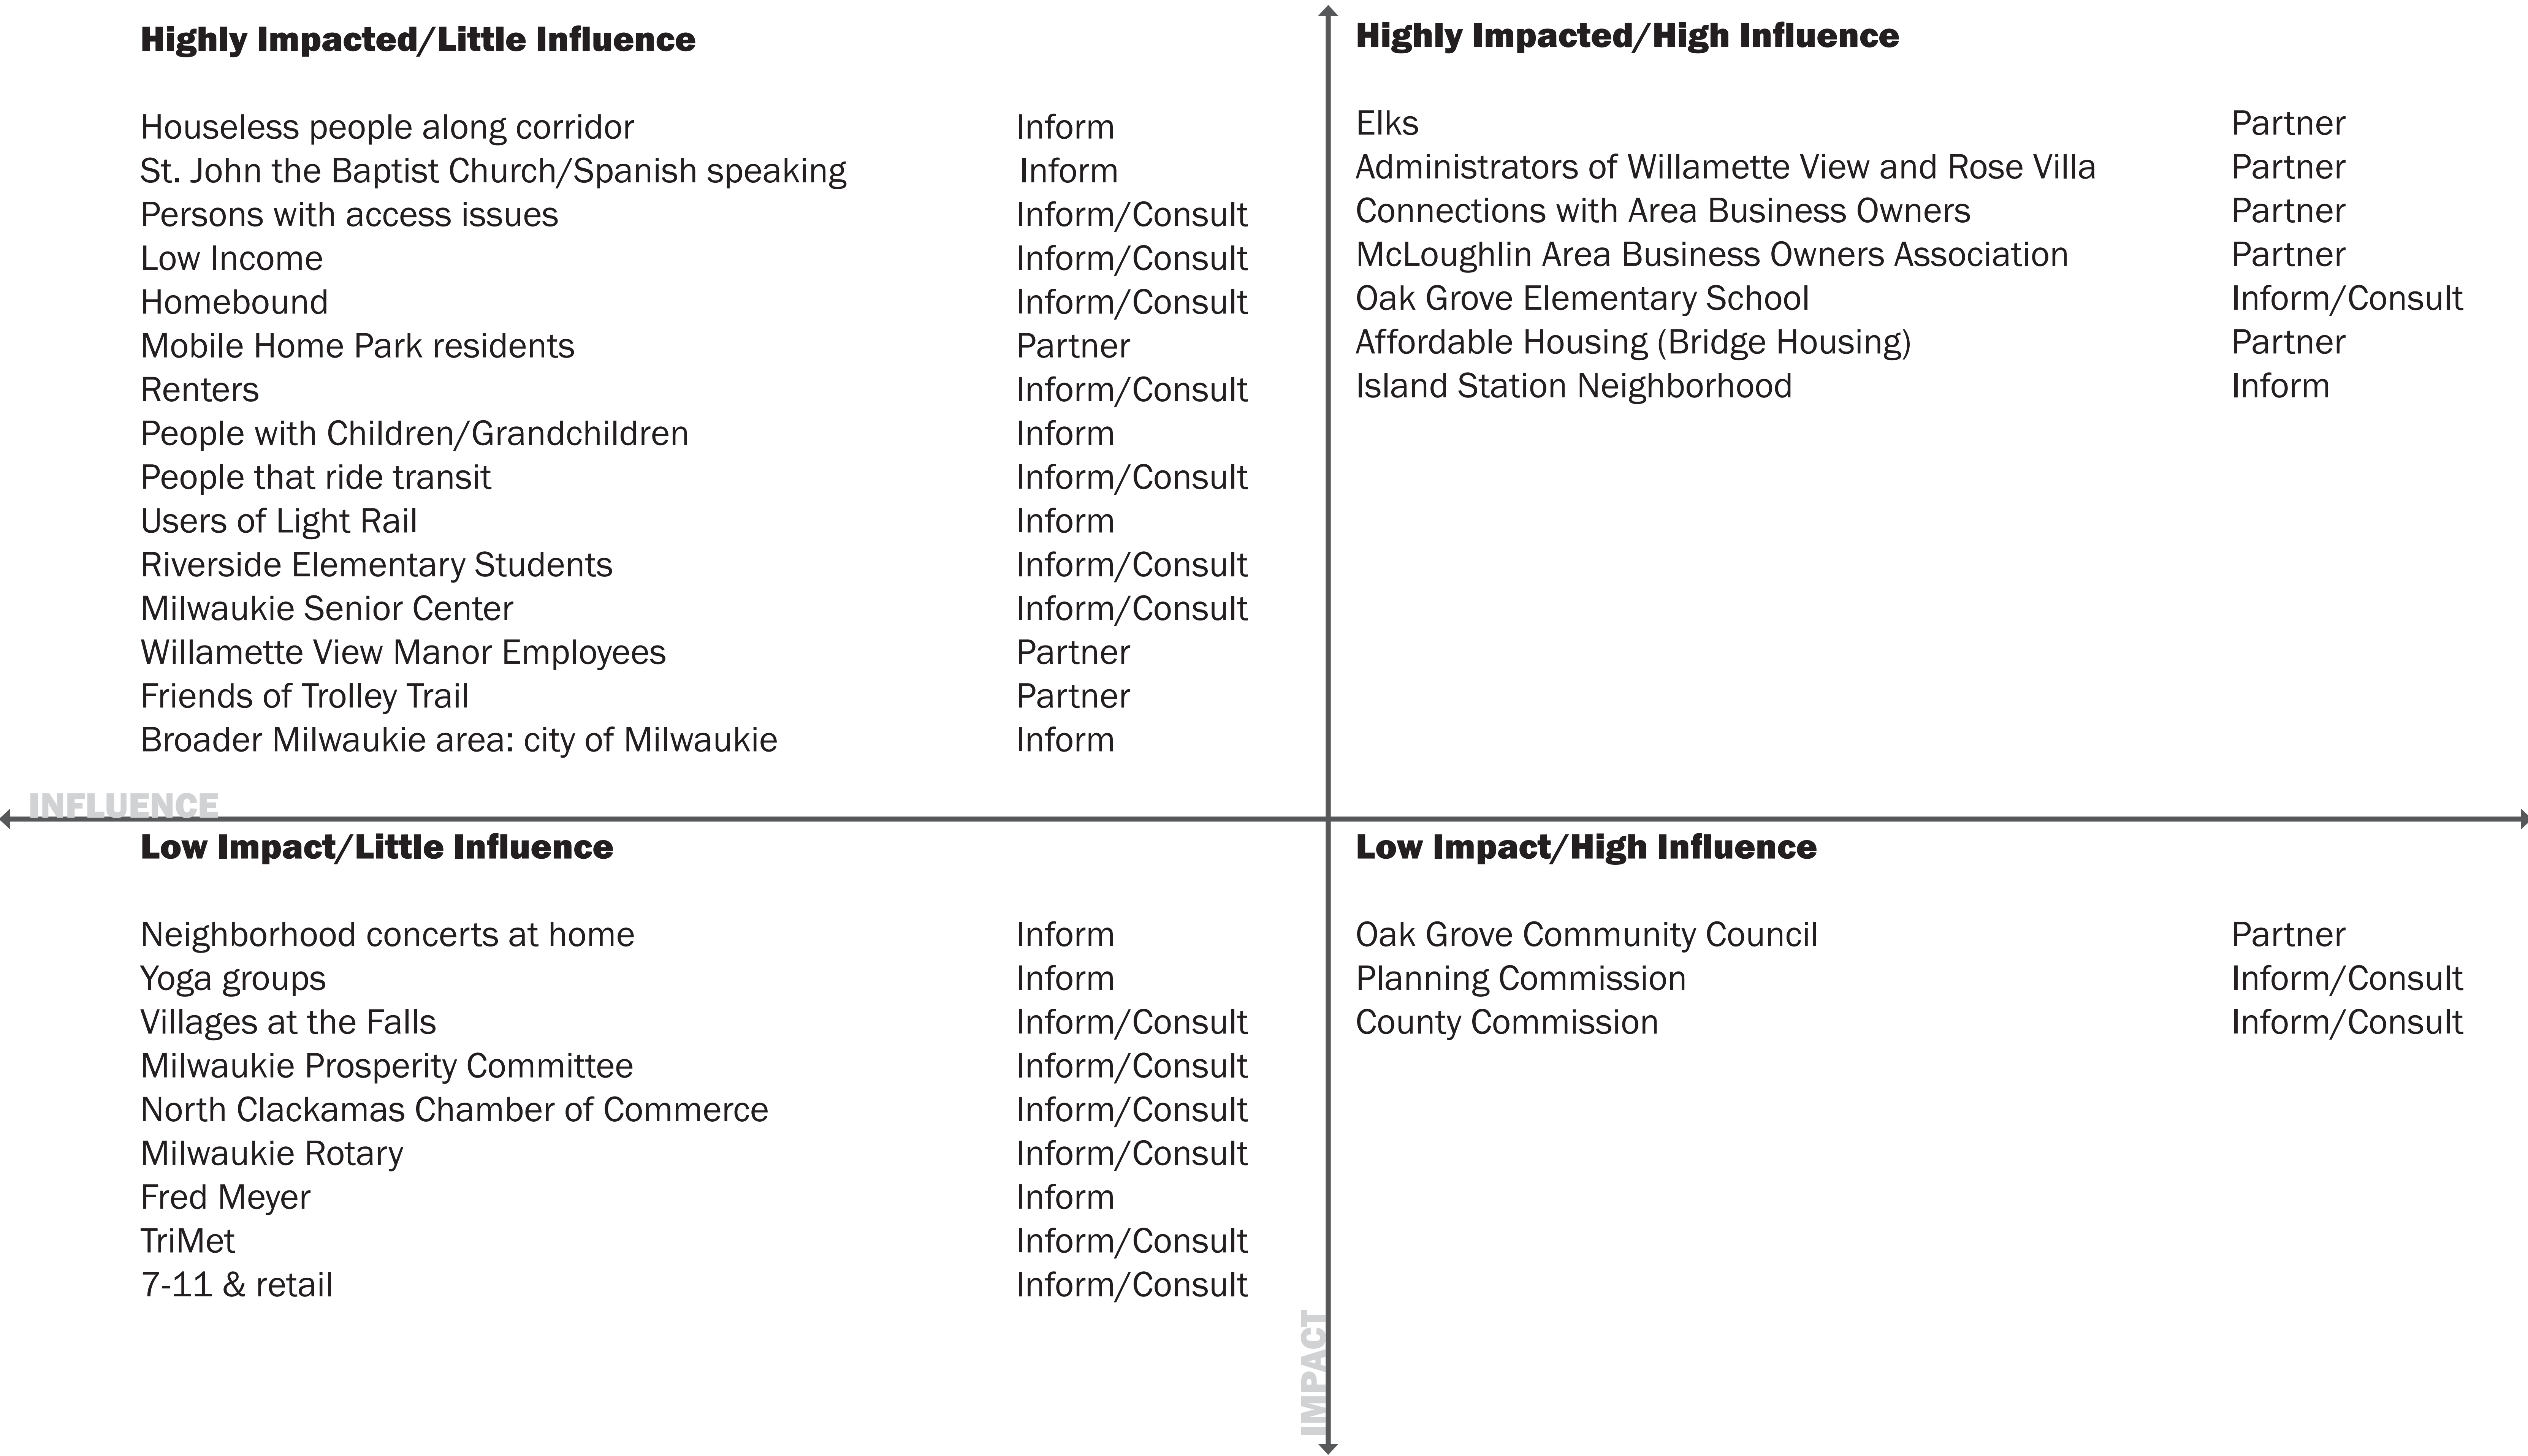 Highly Impacted/Little Influence
Houseless people along corridor Inform
St. John the Baptist Church/Spanish speaking Inform
Persons with access issues Inform/Consult
Low Income Inform/Consult
Homebound Inform/Consult
Mobile Home Park residents Partner
Renters Inform/Consult
People with Children/Grandchildren Inform
People that ride transit Inform/Consult
Users of Light Rail Inform
Riverside Elementary Students Inform/Consult
Milwaukie Senior Center Inform/Consult
Willamette View Manor Employees Partner
Friends of Trolley Trail Partner
Broader Milwaukie area: city of Milwaukie Inform
Highly Impacted/High Influence
Elks Partner
Administrators of Willamette View and Rose Villa Partner
Connections with Area Business Owners Partner
McLoughlin Area Business Owners Association Partner
Oak Grove Elementary School Inform/Consult
Affordable Housing (Bridge Housing) Partner
Island Station Neighborhood Inform
INFLUENCE
Low Impact/Little Influence
Neighborhood concerts at home Inform
Yoga groups Inform
Villages at the Falls Inform/Consult
Milwaukie Prosperity Committee Inform/Consult
North Clackamas Chamber of Commerce Inform/Consult
Milwaukie Rotary Inform/Consult
Fred Meyer Inform
TriMet Inform/Consult
7-11 & retail Inform/Consult
IMPACT
Low Impact/High Influence
Oak Grove Community Council Partner
Planning Commission Inform/Consult
County Commission Inform/Consult